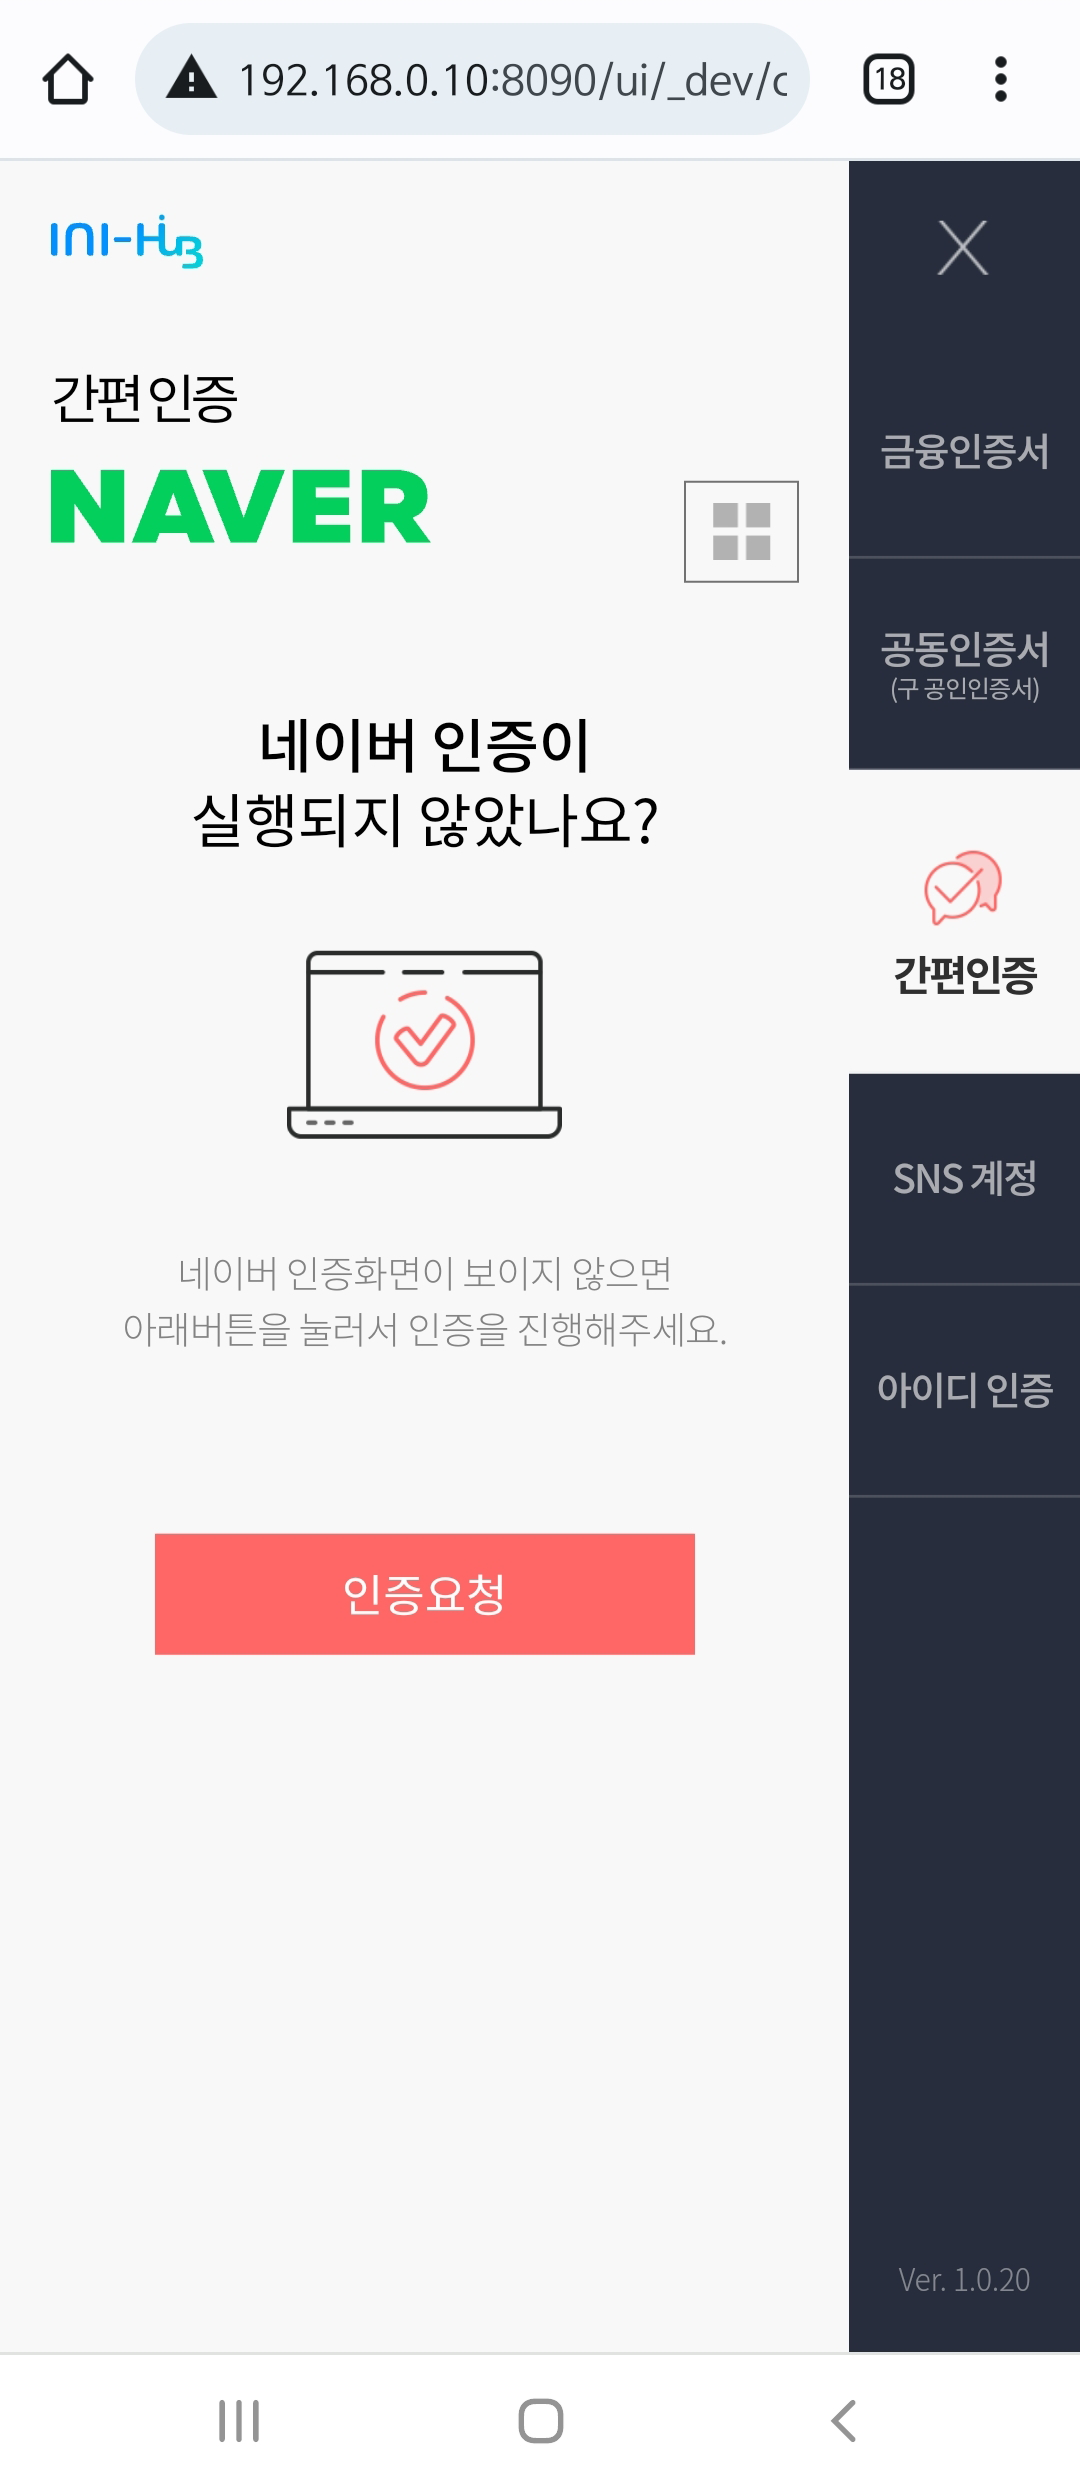 192.168.0.10:8090/ui/_dev/c
18
INI-HuB
간편인증
NAVER
네이버 인증이
실행되지 않았나요?
네이버 인증화면이 보이지 않으면
아래버튼을 눌러서 인증을 진행해주세요.
인증요청
금융인증서
공동인증서
(구 공인인증서)
간편인증
SNS 계정
아이디 인증
Ver. 1.0.20